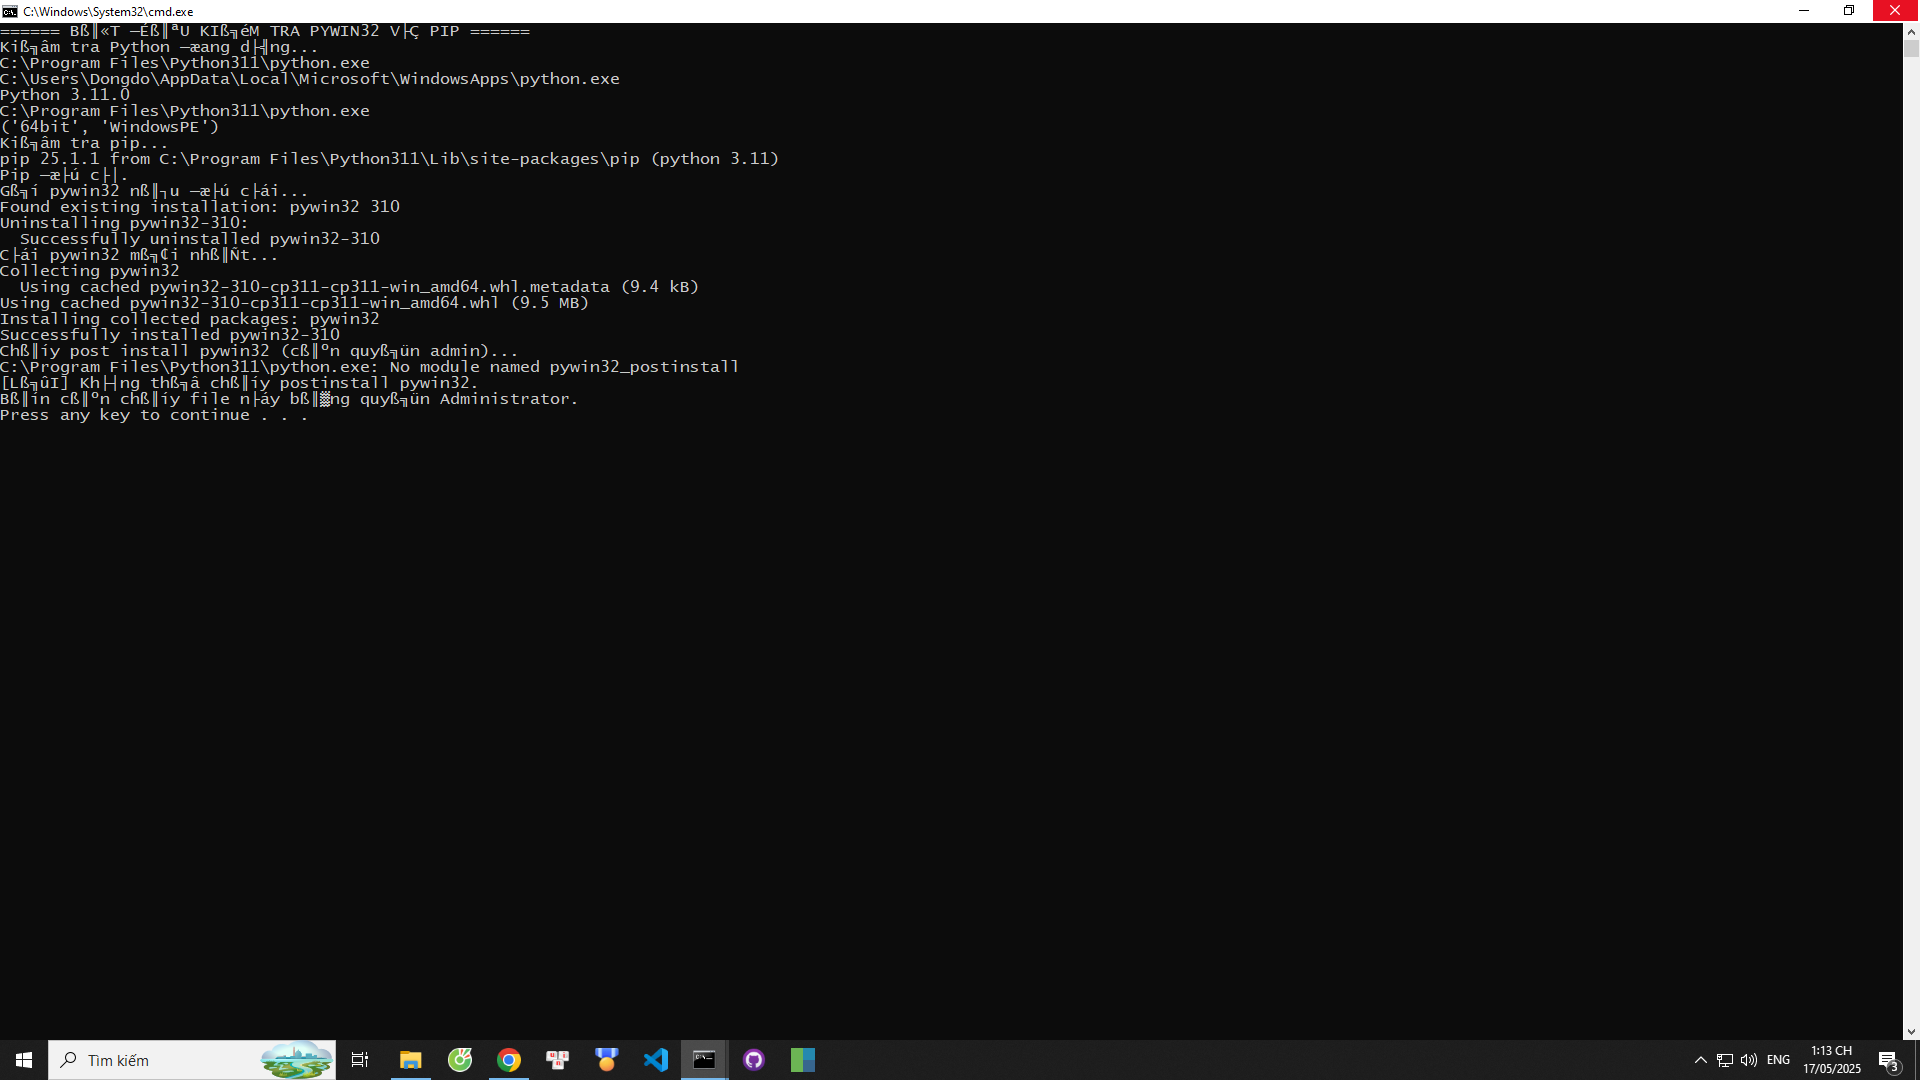 C:\Windows\System32\cmd.exe
====== Bß║«T ─Éß║ªU KIß╗éM TRA PYWIN32 V├Ç PIP ======
Kiß╗âm tra Python ─æang d├╣ng...
C:\Program Files\Python311\python.exe
C:\Users\Dongdo\AppData\Local\Microsoft\WindowsApps\python.exe
Python 3.11.0
C:\Program Files\Python311\python.exe
('64bit', 'WindowsPE')
Kiß╗âm tra pip...
pip 25.1.1 from C:\Program Files\Python311\Lib\site-packages\pip (python 3.11)
Pip ─æ├ú c├│.
Gß╗í pywin32 nß║┐u ─æ├ú c├ái...
Found existing installation: pywin32 310
Uninstalling pywin32-310:
  Successfully uninstalled pywin32-310
C├ái pywin32 mß╗¢i nhß║Ñt...
Collecting pywin32
  Using cached pywin32-310-cp311-cp311-win_amd64.whl.metadata (9.4 kB)
Using cached pywin32-310-cp311-cp311-win_amd64.whl (9.5 MB)
Installing collected packages: pywin32
Successfully installed pywin32-310
Chß║íy post install pywin32 (cß║ºn quyß╗ün admin)...
C:\Program Files\Python311\python.exe: No module named pywin32_postinstall
[Lß╗ûI] Kh├┤ng thß╗â chß║íy postinstall pywin32.
Bß║ín cß║ºn chß║íy file n├áy bß║▒ng quyß╗ün Administrator.
Press any key to continue . . .
Tìm kiếm
ENG
1:13 CH
17/05/2025
3